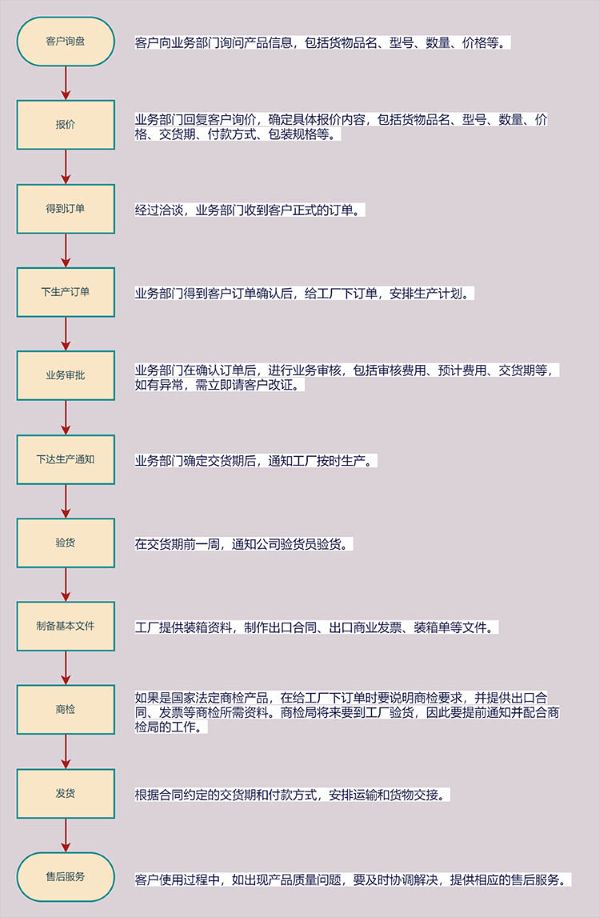 客户询盘
客户向业务部门询问产品信息，包括货物品名、型号、数量、价格等。
报价
业务部门回复客户询价，确定具体报价内容，包括货物品名、型号、数量、价
格、交货期、付款方式、包装规格等。
得到订单
经过洽谈，业务部门收到客户正式的订单。
下生产订单
业务部门得到客户订单确认后，给工厂下订单，安排生产计划。
业务审批
业务部门在确认订单后，进行业务审核，包括审核费用、预计费用、交货期等，
如有异常，需立即请客户改证。
下达生产通知
业务部门确定交货期后，通知工厂按时生产。
验货
在交货期前一周，通知公司验货员验货。
制备基本文件
工厂提供装箱资料，制作出口合同、出口商业发票、装箱单等文件。
商检
如果是国家法定商检产品，在给工厂下订单时要说明商检要求，并提供出口合
同、发票等商检所需资料。商检局将来要到工厂验货，因此要提前通知并配合商
检局的工作。
发货
根据合同约定的交货期和付款方式，安排运输和货物交接。
售后服务
客户使用过程中，如出现产品质量问题，要及时协调解决，提供相应的售后服务。